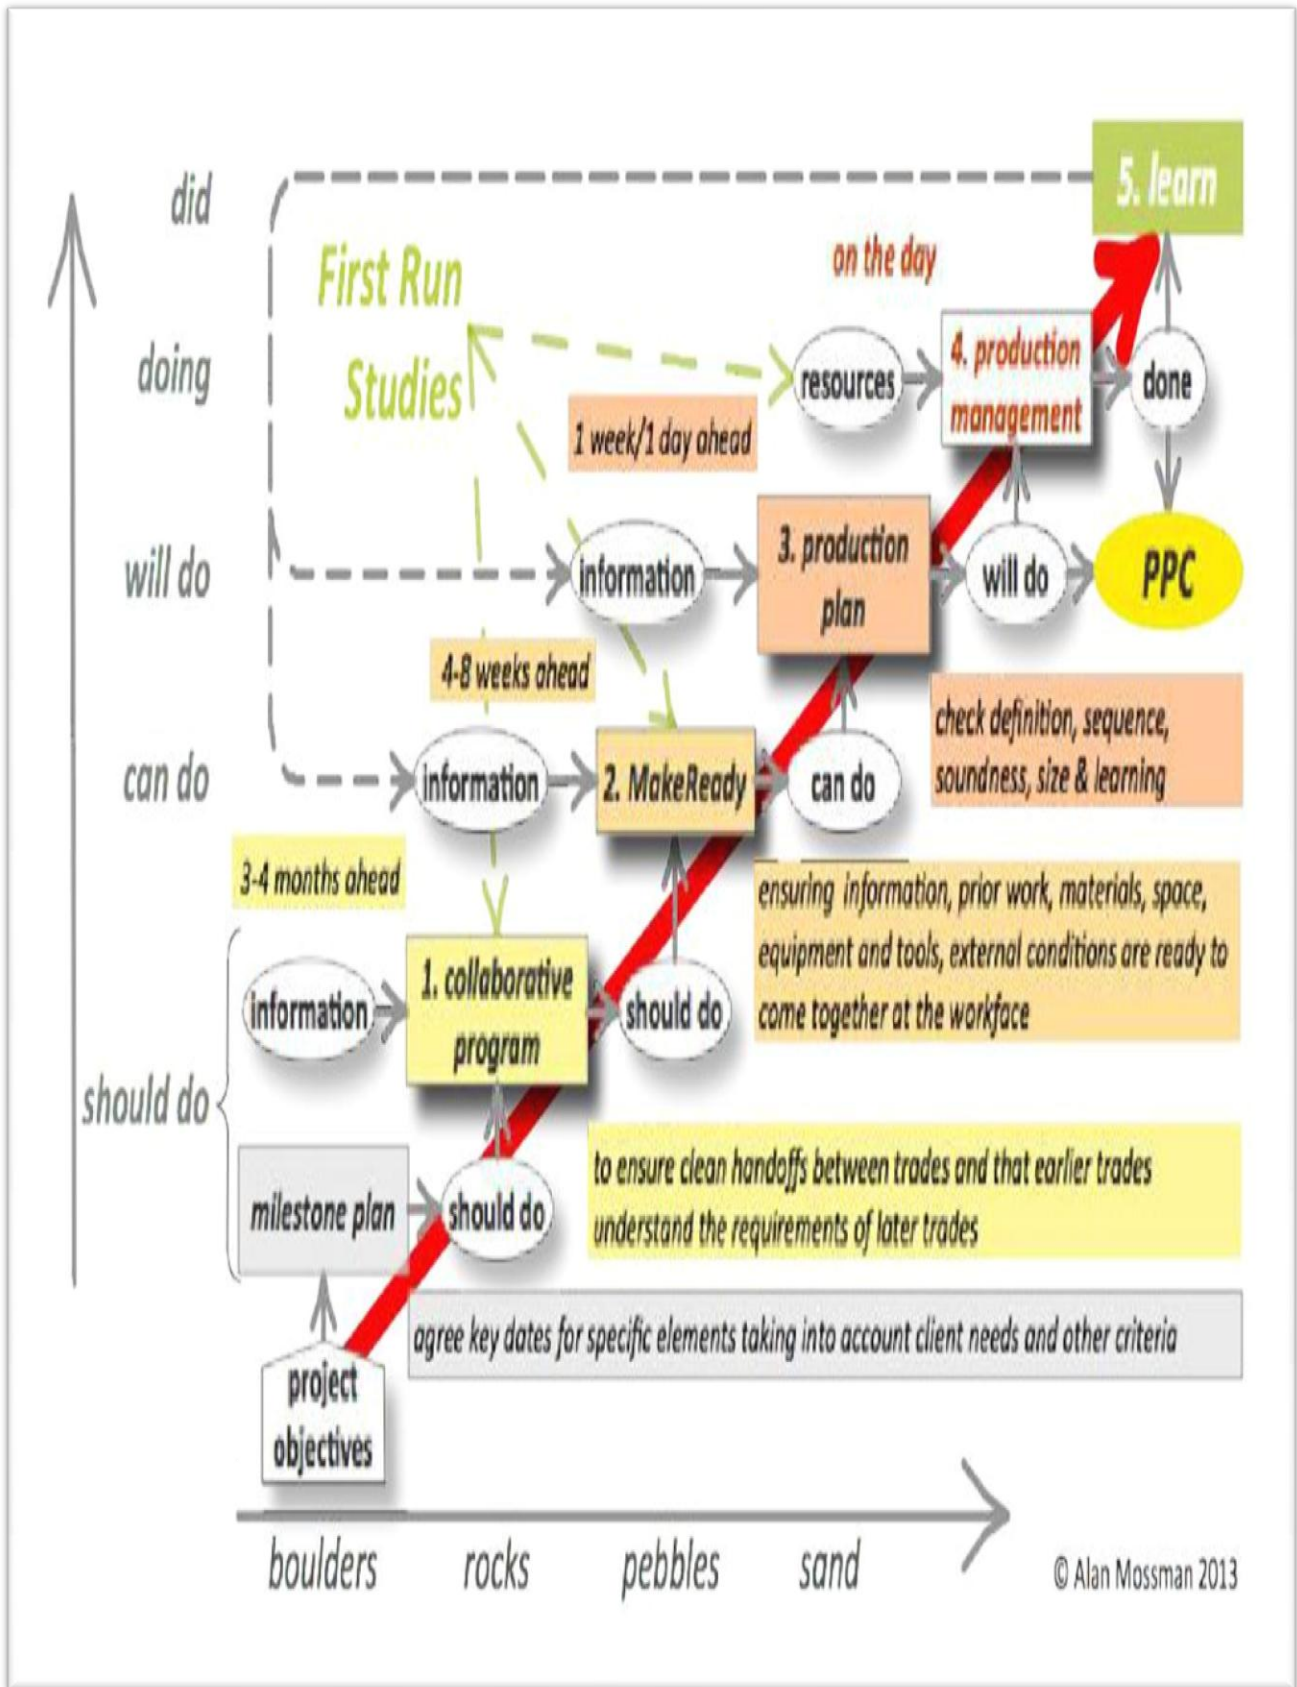 did
5. learn
First Run
Studies
on the day
doing
resources
4. production
management
done
1 week/1 day ahead
will do
information
3. production
plan
will do
PPC
4-8 weeks ahead
check definition, sequence,
soundness, size & learning
can do
information
2. MakeReady
can do
3-4 months ahead
ensuring information, prior work, materials, space,
equipment and tools, external conditions are ready to
come together at the workface
information
1. collaborative
program
should do
should do
to ensure clean handoffs between trades and that earlier trades
understand the requirements of later trades
milestone plan
should do
agree key dates for specific elements taking into account client needs and other criteria
project
objectives
boulders
rocks
pebbles
sand
© Alan Mossman 2013